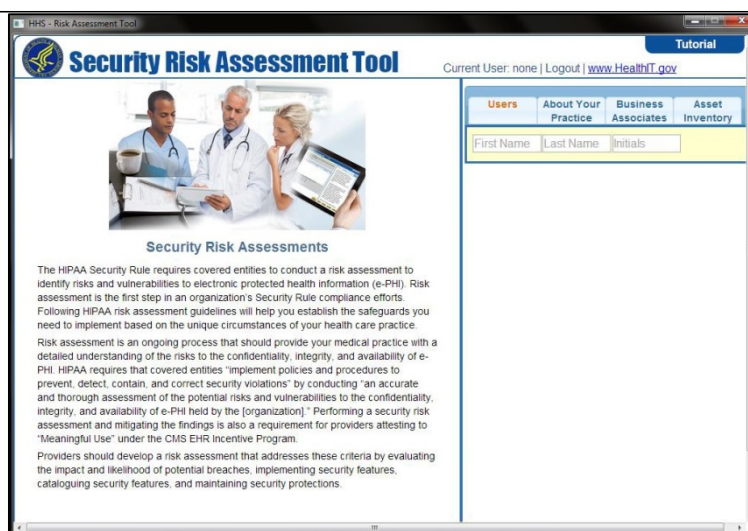 HHS - Risk Assessment Tool
Tutorial
Security Risk Assessment Tool
Current User: none | Logout | www.HealthIT.gov
Users
About Your Practice
Business Associates
Asset Inventory
First Name
Last Name
Initials
Security Risk Assessments
The HIPAA Security Rule requires covered entities to conduct a risk assessment to
identify risks and vulnerabilities to electronic protected health information (e-PHI). Risk
assessment is the first step in an organization's Security Rule compliance efforts.
Following HIPAA risk assessment guidelines will help you establish the safeguards you
need to implement based on the unique circumstances of your health care practice.
Risk assessment is an ongoing process that should provide your medical practice with a
detailed understanding of the risks to the confidentiality, integrity, and availability of e-
PHI. HIPAA requires that covered entities "implement policies and procedures to
prevent, detect, contain, and correct security violations" by conducting "an accurate
and thorough assessment of the potential risks and vulnerabilities to the confidentiality,
integrity, and availability of e-PHI held by the [organization]." Performing a security risk
assessment and mitigating the findings is also a requirement for providers attesting to
"Meaningful Use" under the CMS EHR Incentive Program.
Providers should develop a risk assessment that addresses these criteria by evaluating
the impact and likelihood of potential breaches, implementing security features,
cataloguing security features, and maintaining security protections.